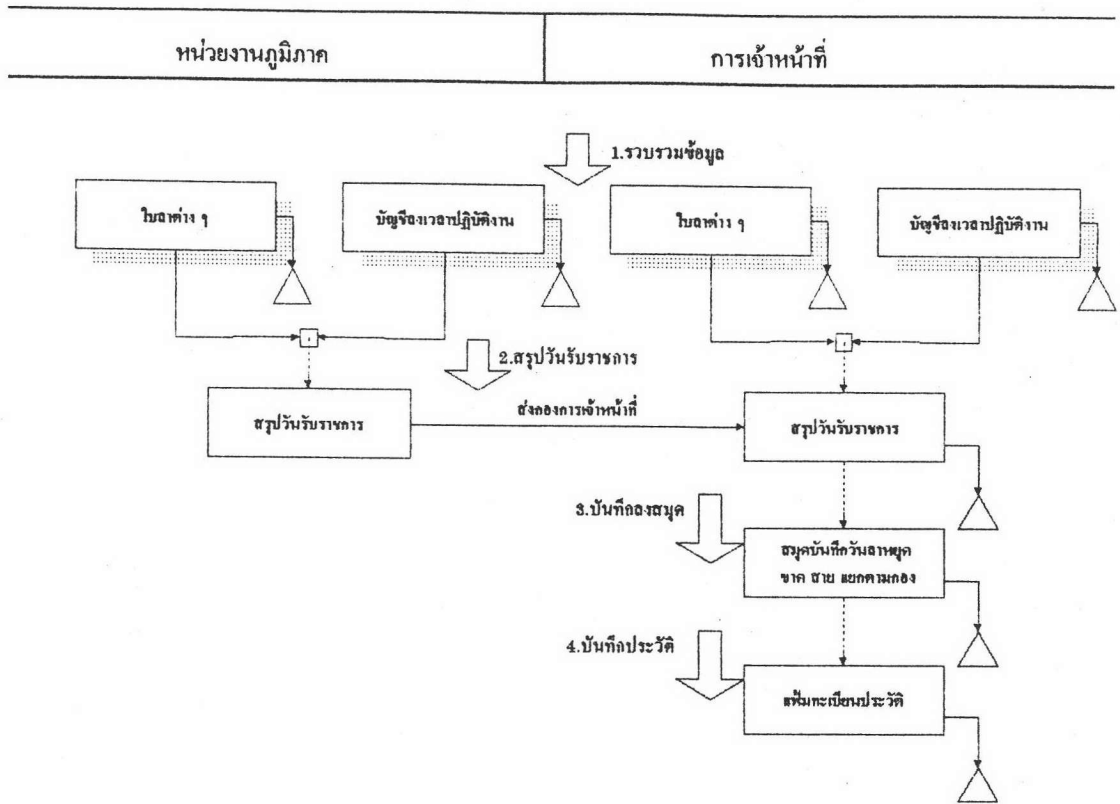 หน่วยงานภูมิภาค
การเจ้าหน้าที่
1.รวบรวมข้อมูล
ใบลาต่าง ๆ
บัญชีลงเวลาปฏิบัติงาน
ใบลาต่าง ๆ
บัญชีลงเวลาปฏิบัติงาน
2.สรุปวันรับราชการ
สรุปวันรับราชการ
ส่งกองการเจ้าหน้าที่
สรุปวันรับราชการ
3.บันทึกลงสมุด
สมุดบันทึกวันลาหยุด
ขาด สาย แยกตามกอง
4.บันทึกประวัติ
แฟ้มทะเบียนประวัติ